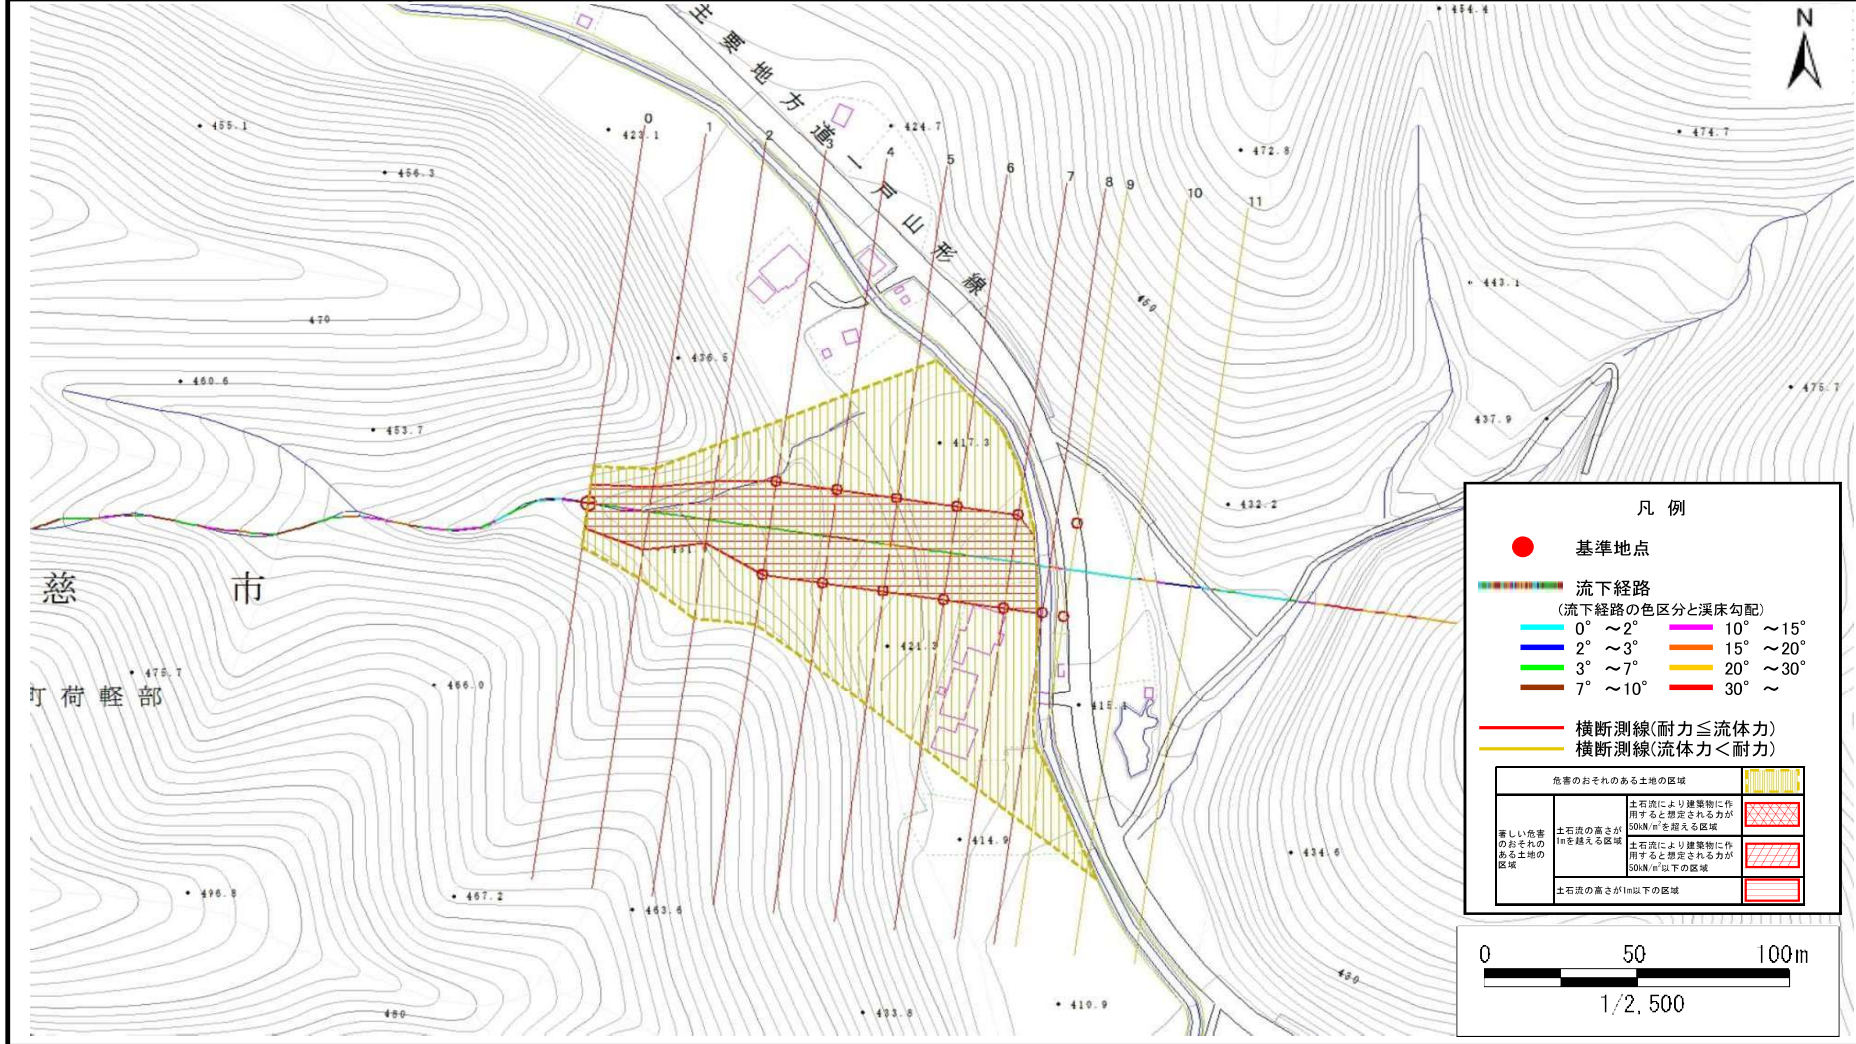 主要地方道一戸山形線
N
454.4
455.1
423.1
424.7
474.7
456.3
472.8
0
1
2
3
4
5
6
7
8
9
10
11
443.1
450
470
436.5
460.6
475.7
453.7
417.3
437.9
432.2
慈 市
475.7
466.0
421.3
415.1
町荷軽部
414.9
434.6
496.8
467.2
463.6
480
433.8
410.9
凡 例
基準地点
流下経路
(流下経路の色区分と渓床勾配)
0° ～2° 10° ～15°
2° ～3° 15° ～20°
3° ～7° 20° ～30°
7° ～10° 30° ～
横断測線(耐力≦流体力)
横断測線(流体力＜耐力)
危害のおそれのある土地の区域
著しい危害
のおそれの
ある土地の
区域
土石流の高さが
1mを越える区域
土石流により建築物に作
用すると想定される力が
50kN/m²を超える区域
土石流により建築物に作
用すると想定される力が
50kN/m²以下の区域
土石流の高さが1m以下の区域
0 50 100m
1/2,500